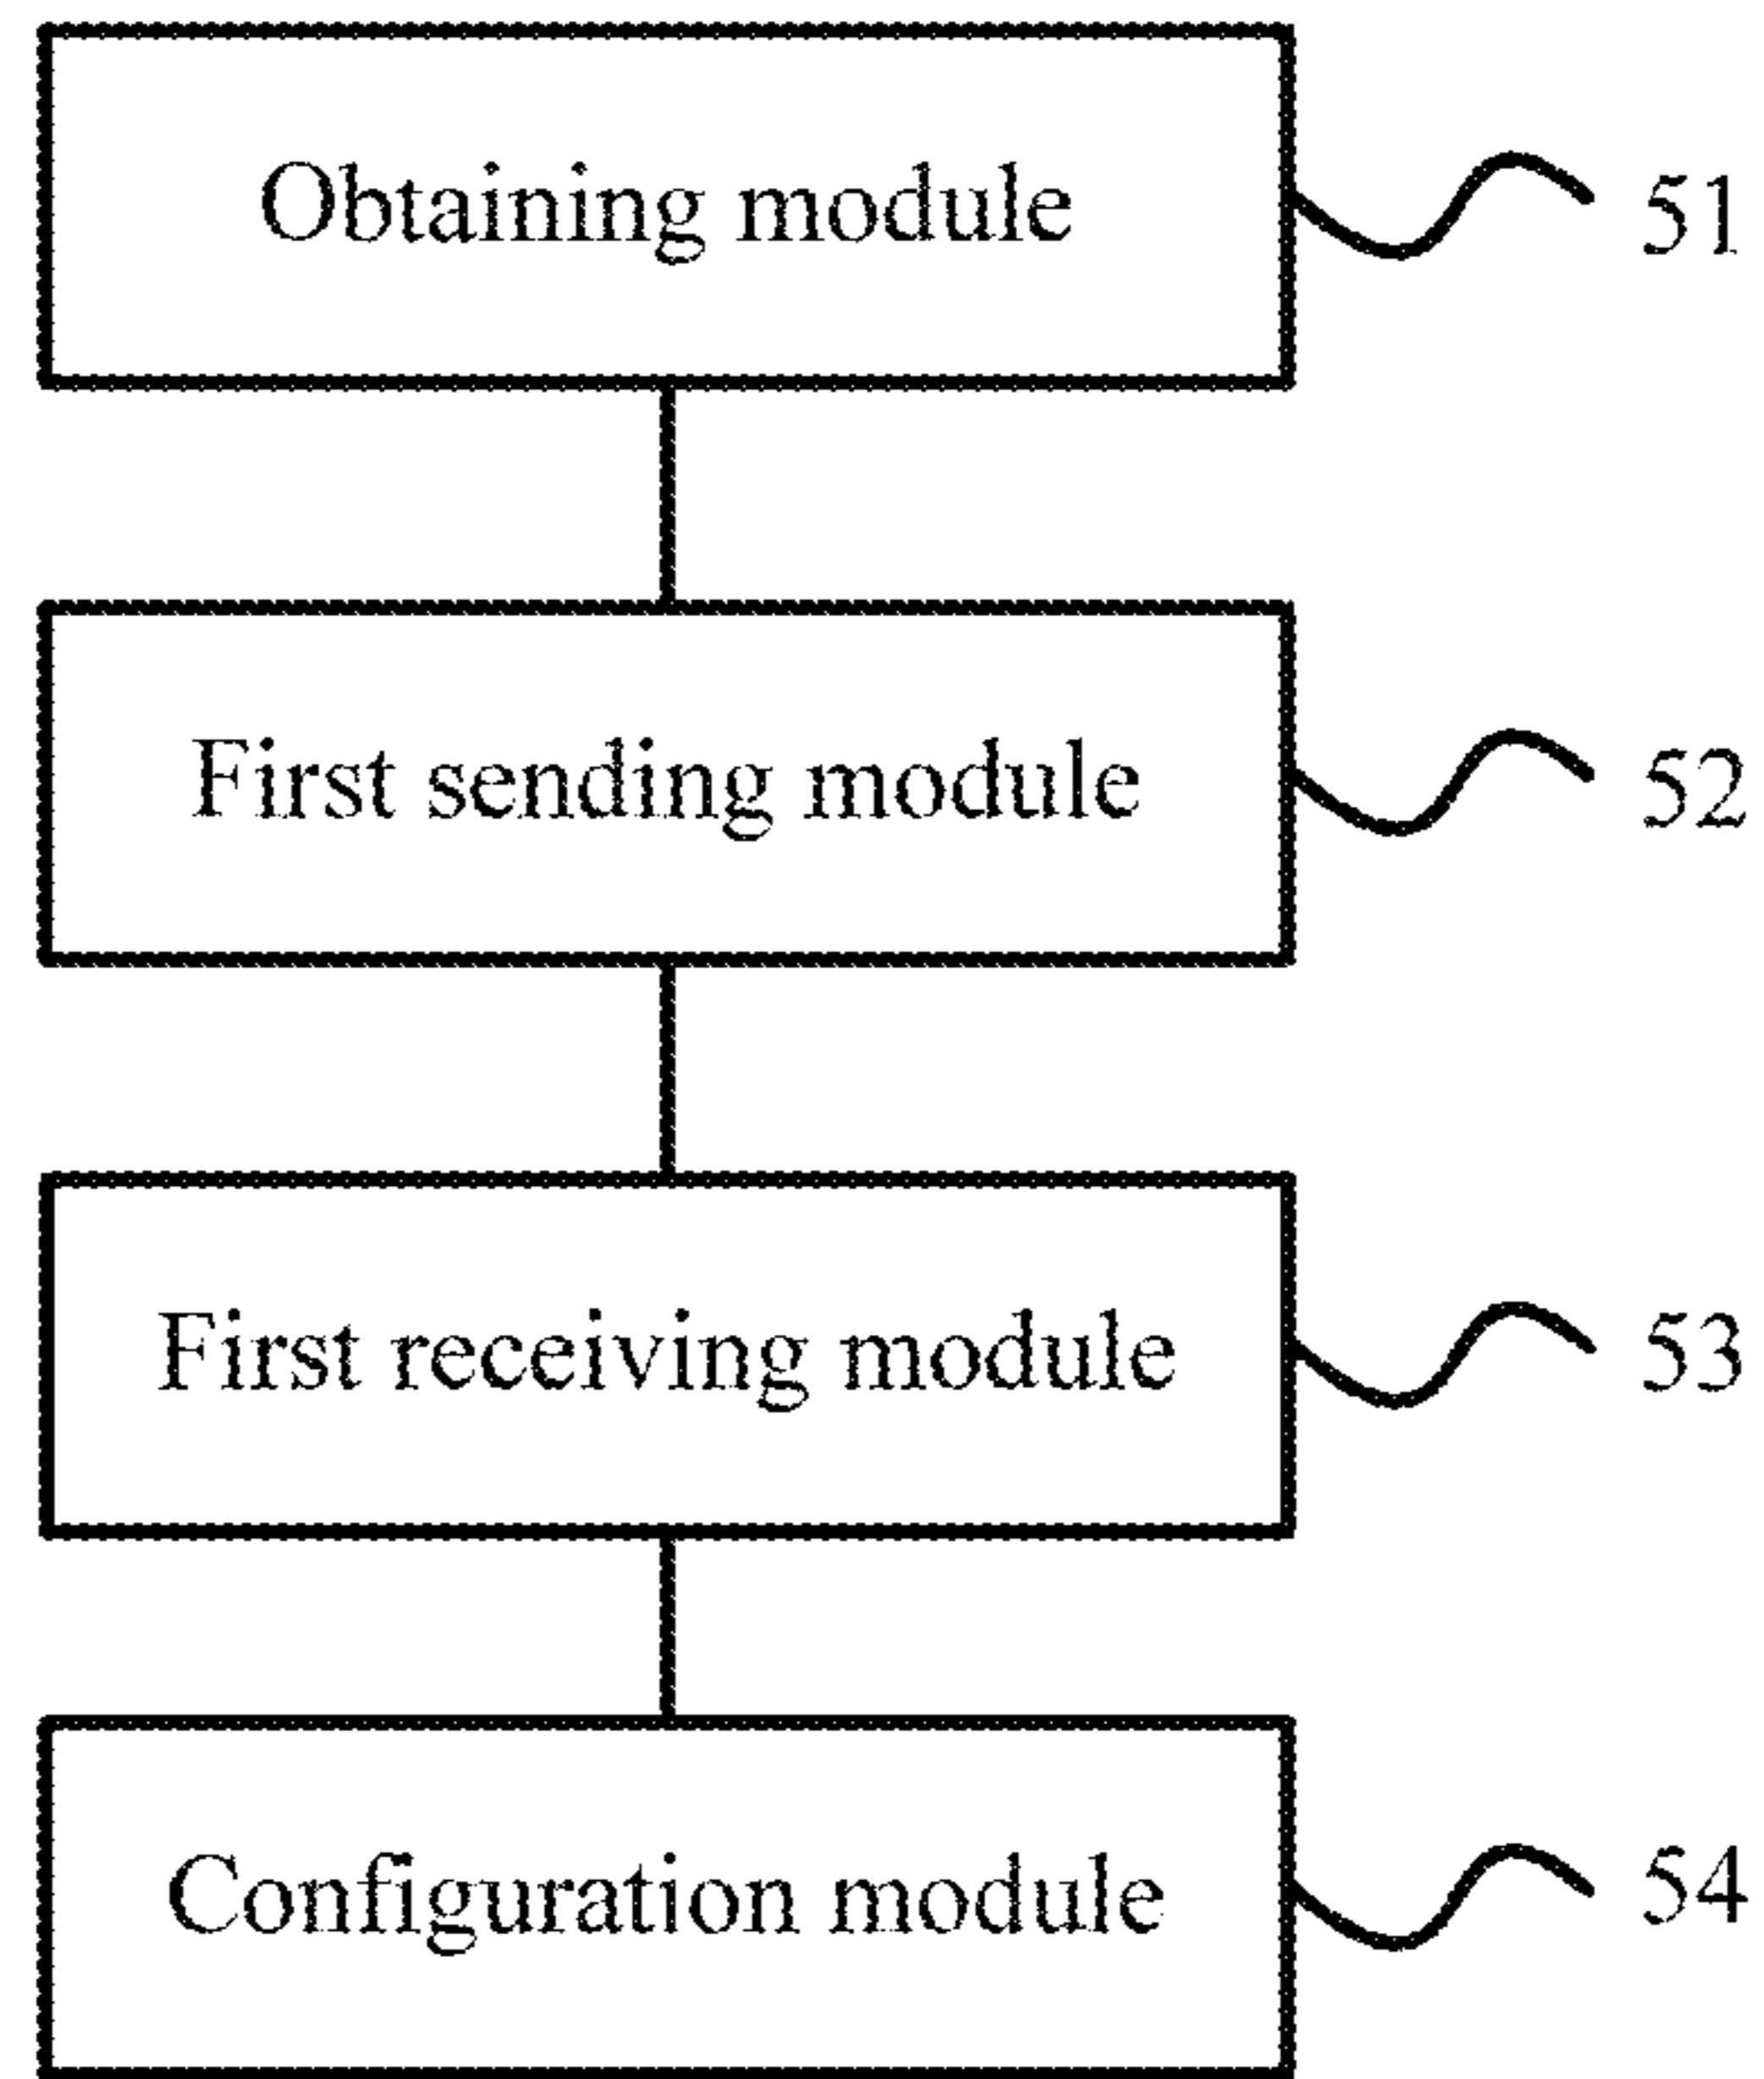 Obtaining module 51
First sending module 52
First receiving module 53
Configuration module 54